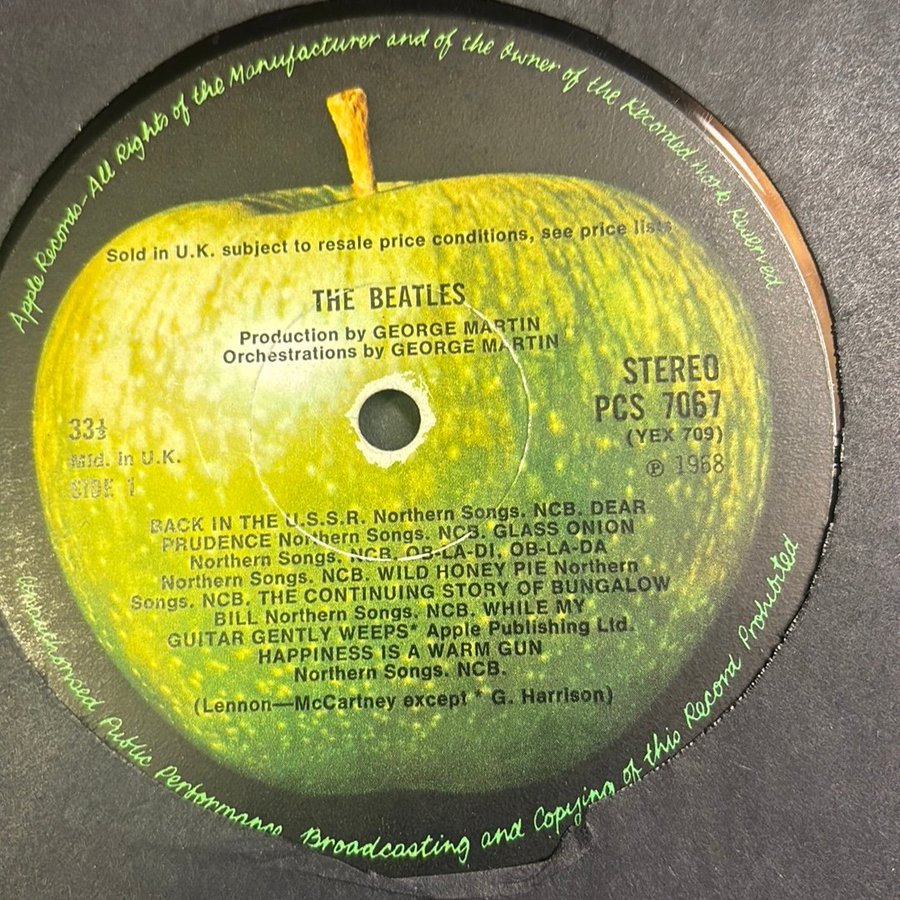 Apple Records—All Rights of the Manufacturer and of the Owner of the Recorded Work Reserved
Sold in U.K. subject to resale price conditions, see price lists
THE BEATLES
Production by GEORGE MARTIN
Orchestrations by GEORGE MARTIN
STEREO
PCS 7067
(YEX 709)
℗ 1968
33⅓
Mfd. in U.K.
SIDE 1
BACK IN THE U.S.S.R. Northern Songs. NCB. DEAR
PRUDENCE Northern Songs. NCB. GLASS ONION
Northern Songs. NCB. OB-LA-DI, OB-LA-DA
Northern Songs. NCB. WILD HONEY PIE Northern
Songs. NCB. THE CONTINUING STORY OF BUNGALOW
BILL Northern Songs. NCB. WHILE MY
GUITAR GENTLY WEEPS* Apple Publishing Ltd.
HAPPINESS IS A WARM GUN
Northern Songs. NCB.
(Lennon—McCartney except * G. Harrison)
Unauthorised Public Performance Broadcasting and Copying of this Record Prohibited